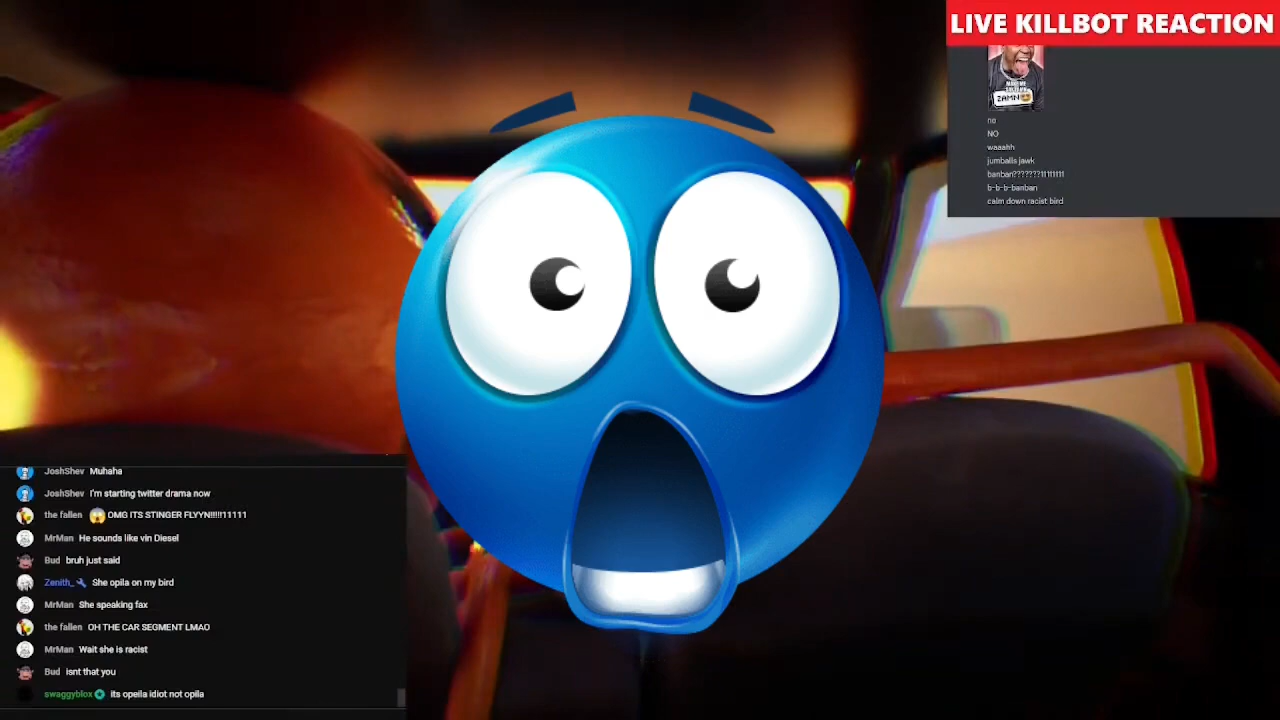 LIVE KILLBOT REACTION
ZAMN
no
NO
waaahh
jumballs jawk
banban???????11111111
b-b-b-banban
calm down racist bird
JoshShev Muhaha
JoshShev I'm starting twitter drama now
the fallen 😱 OMG ITS STINGER FLYYN!!!!!11111
MrMan He sounds like vin Diesel
Bud bruh just said
Zenith_ She opila on my bird
MrMan She speaking fax
the fallen OH THE CAR SEGMENT LMAO
MrMan Wait she is racist
Bud isnt that you
swaggyblox its opeila idiot not opila